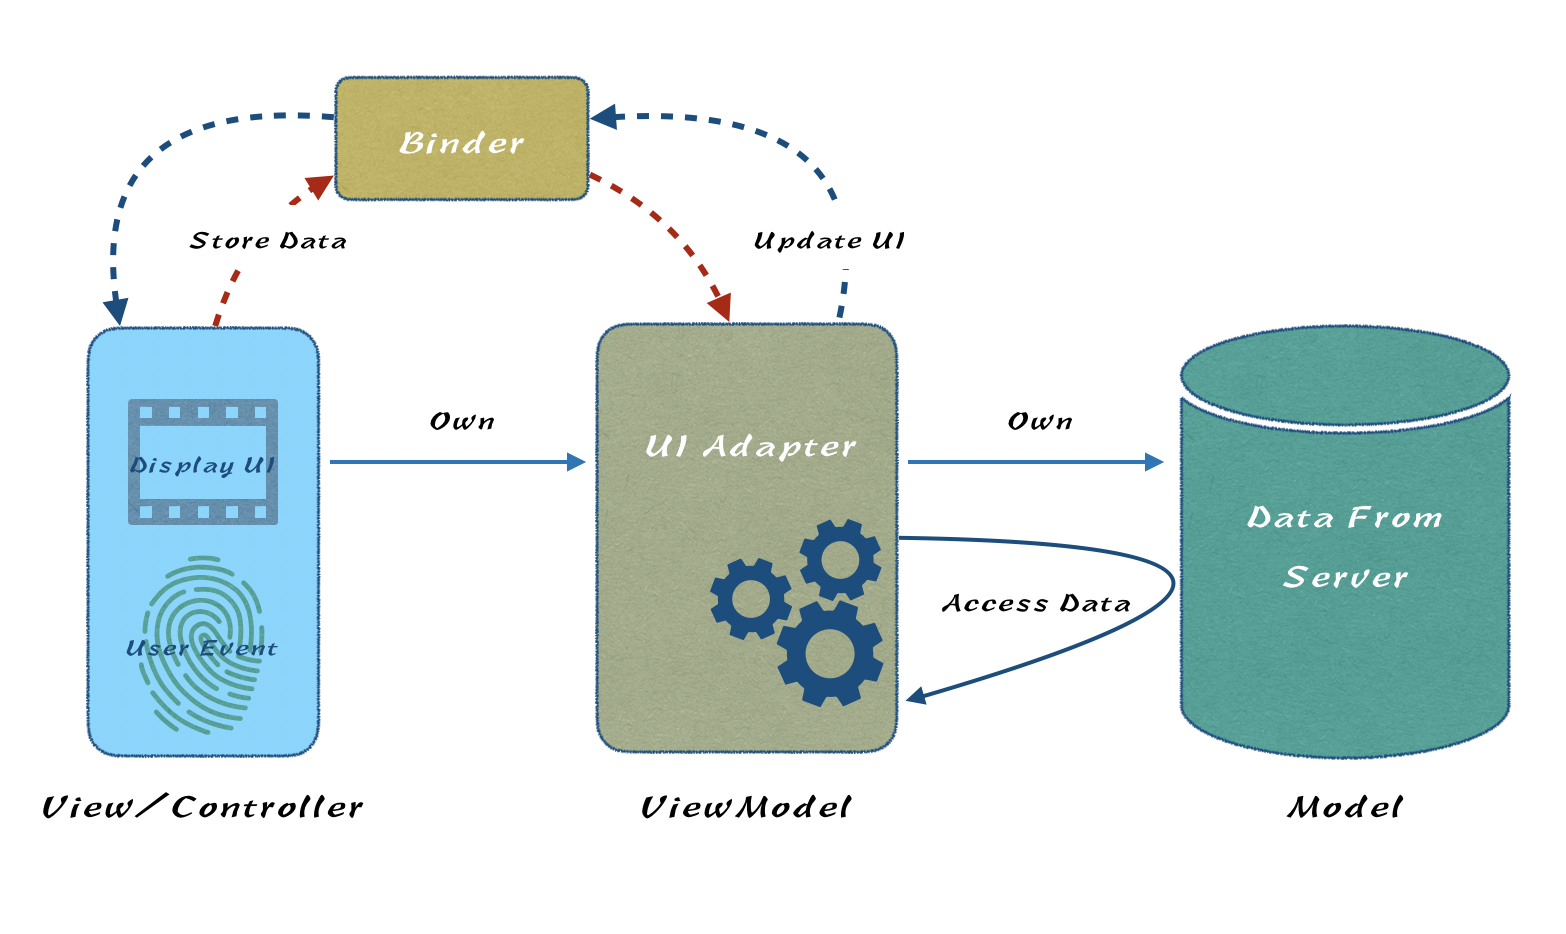 Binder
Store Data
Update UI
Own
Own
Display UI
User Event
UI Adapter
Access Data
Data From
Server
View/Controller
ViewModel
Model